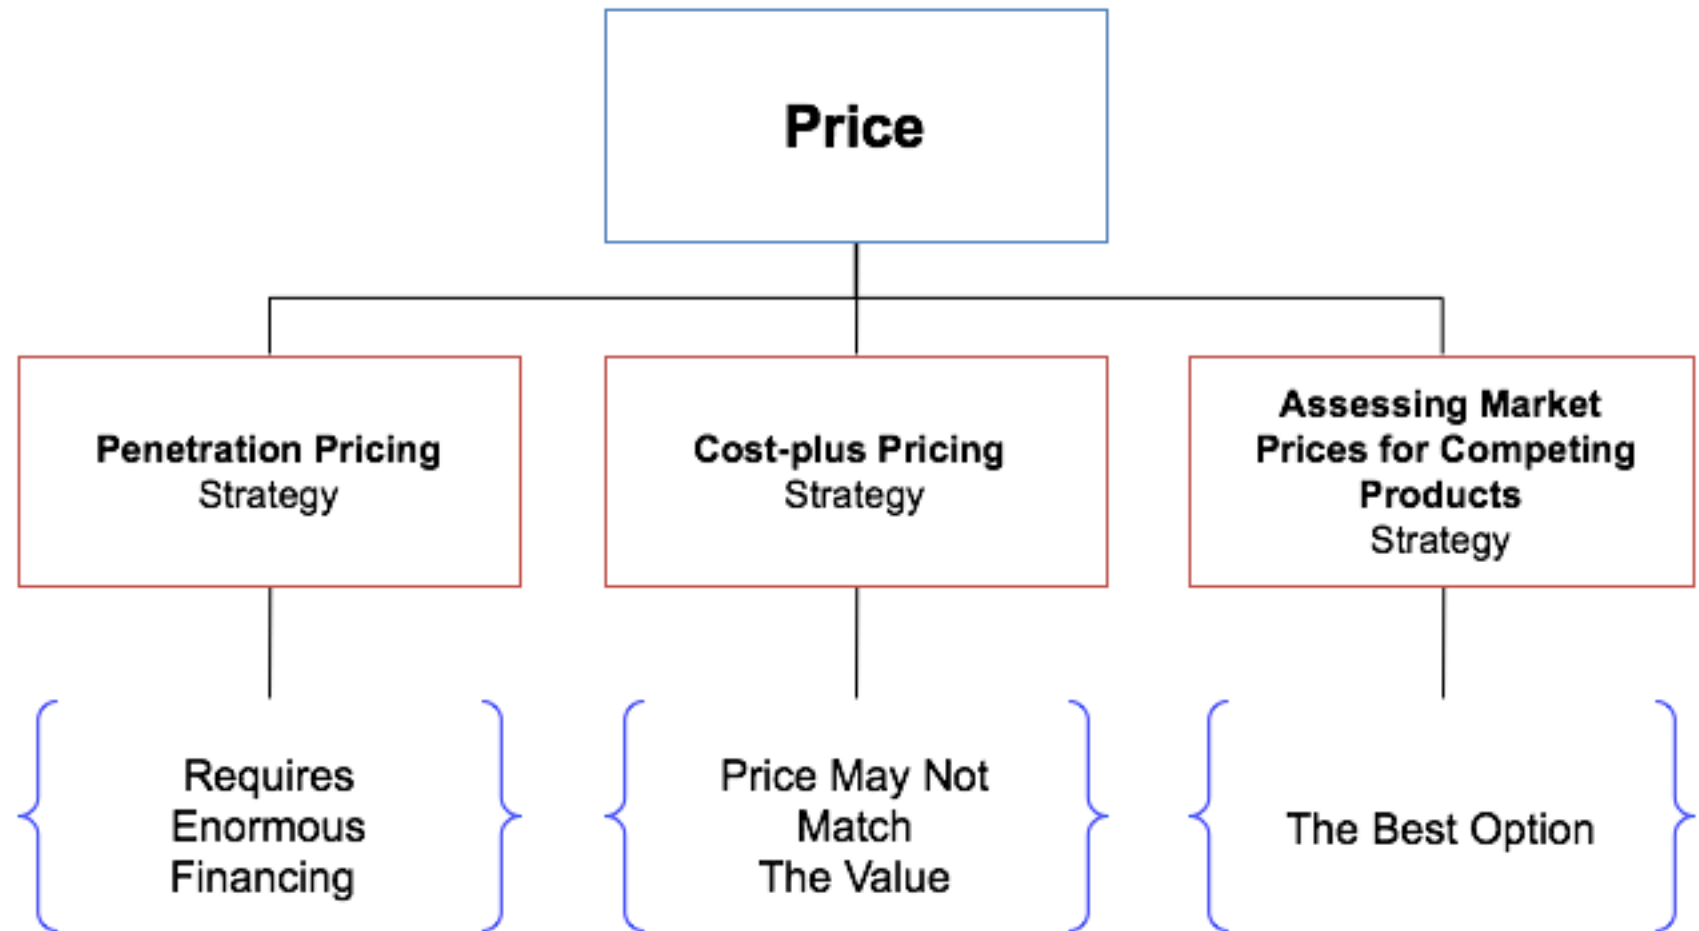 Price
Penetration Pricing
Strategy
Cost-plus Pricing
Strategy
Assessing Market
Prices for Competing
Products
Strategy
Requires
Enormous
Financing
Price May Not
Match
The Value
The Best Option